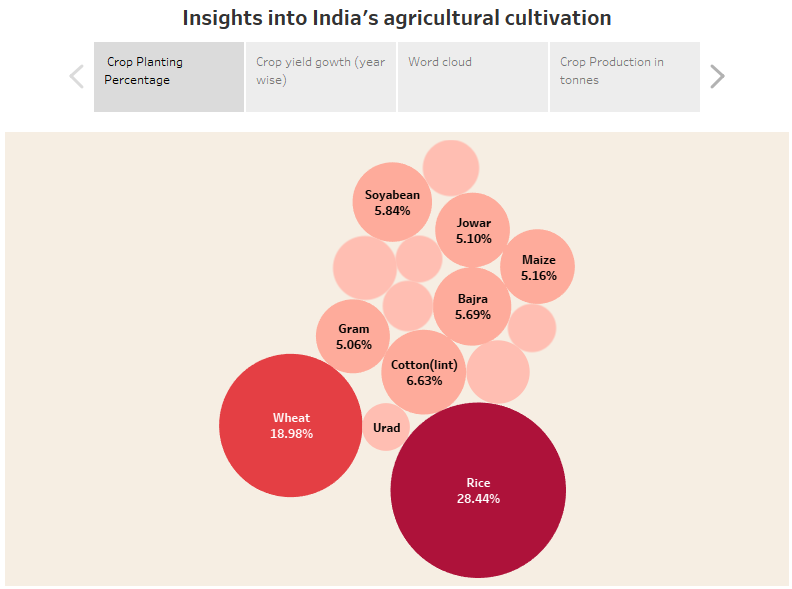 Insights into India's agricultural cultivation
Crop Planting
Percentage
Crop yield gowth (year
wise)
Word cloud
Crop Production in
tonnes
Soyabean
5.84%
Jowar
5.10%
Maize
5.16%
Bajra
5.69%
Gram
5.06%
Cotton(lint)
6.63%
Wheat
18.98%
Urad
Rice
28.44%